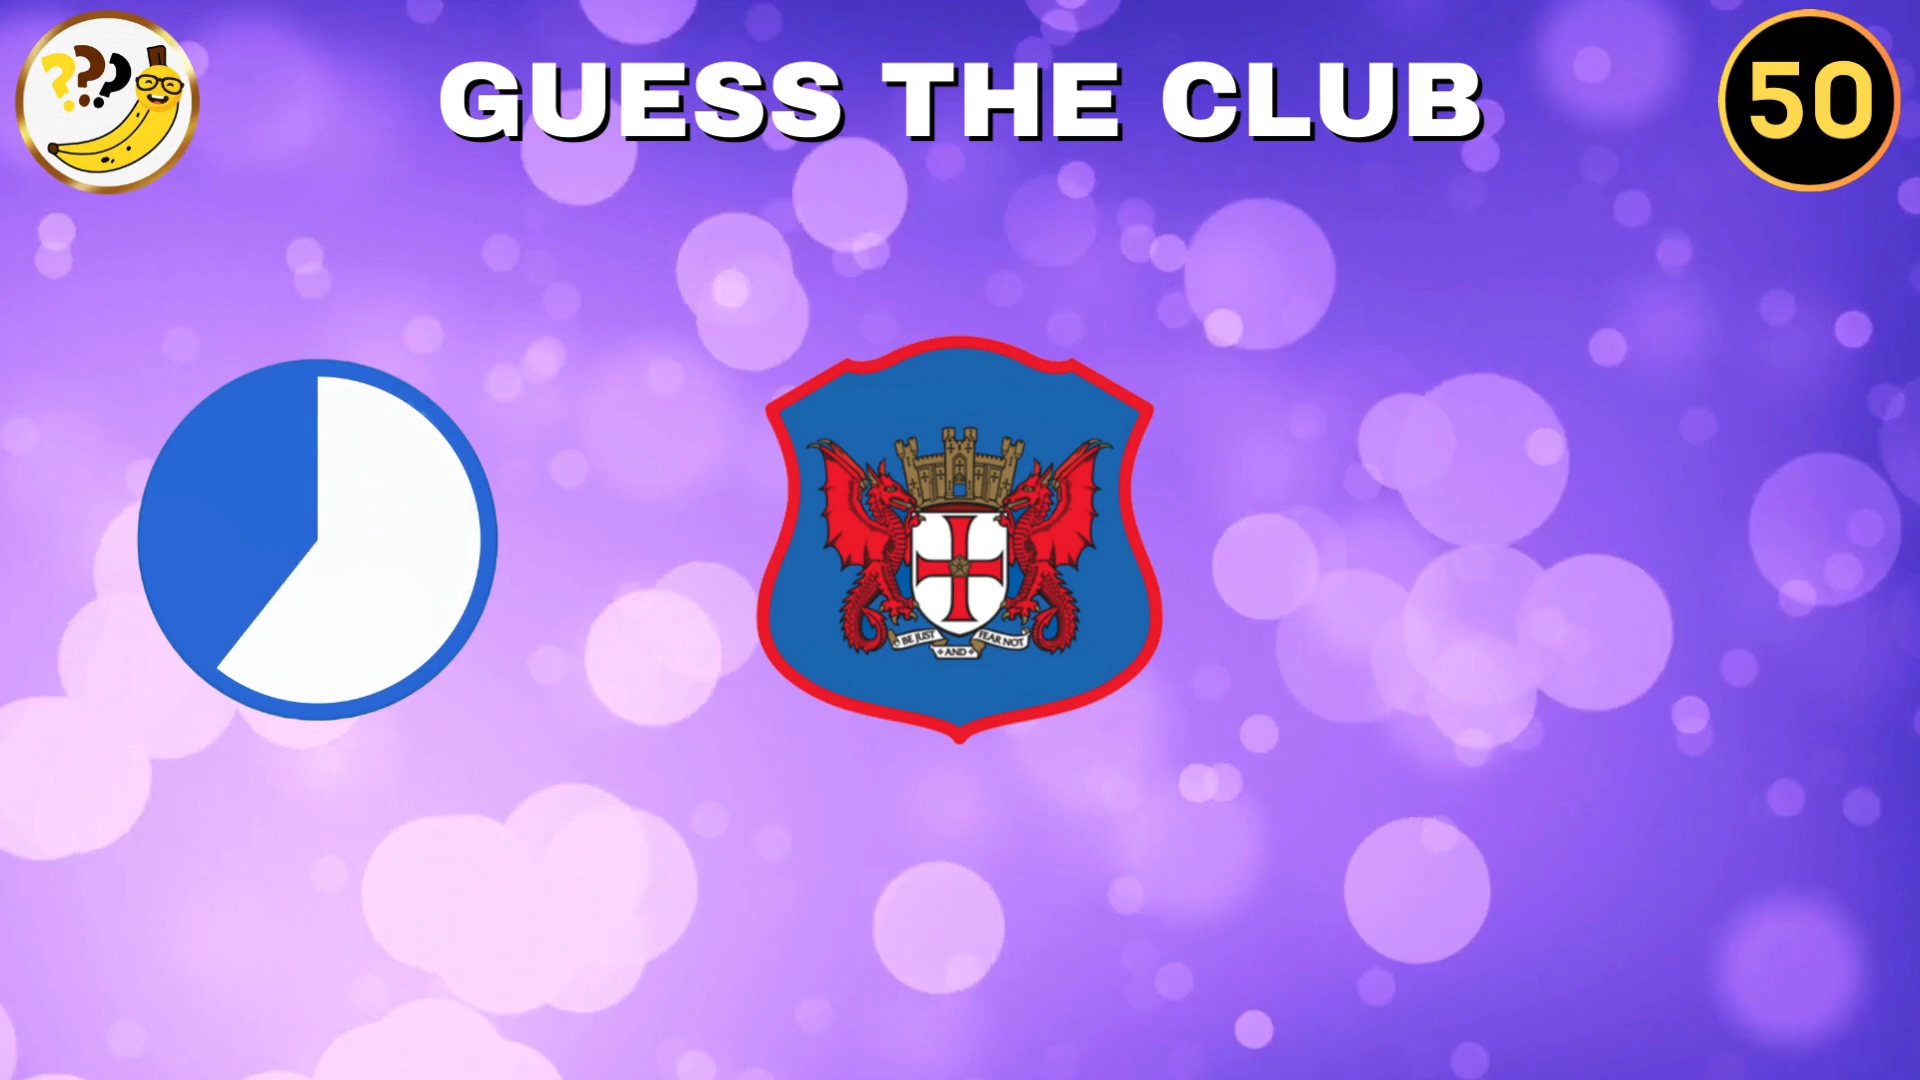 ???
GUESS THE CLUB
50
BE JUST
AND
FEAR NOT